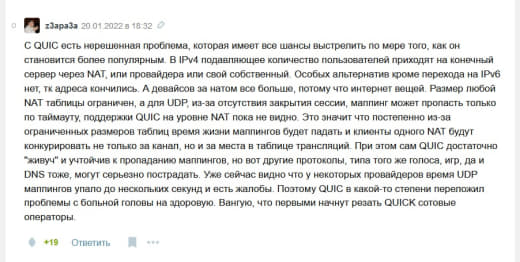 0 z3apa3a 20.01.2022 в 18:32
С QUIC есть нерешенная проблема, которая имеет все шансы выстрелить по мере того, как он
становится более популярным. В IPv4 подавляющее количество пользователей приходят на конечный
сервер через NAT, или провайдера или свой собственный. Особых альтернатив кроме перехода на IPv6
нет, тк адреса кончились. А девайсов за натом все больше, потому что интернет вещей. Размер любой
NAT таблицы ограничен, а для UDP, из-за отсутствия закрытия сессии, маппинг может пропасть только
по таймауту, поддержки QUIC на уровне NAT пока не видно. Это значит что постепенно из-за
ограниченных размеров таблиц время жизни маппингов будет падать и клиенты одного NAT будут
конкурировать не только за канал, но и за места в таблице трансляций. При этом сам QUIC достаточно
"живуч" и учтойчив к пропаданию маппингов, но вот другие протоколы, типа того же голоса, игр, да и
DNS тоже, могут серьезно пострадать. Уже сейчас видно что у некоторых провайдеров время UDP
маппингов упало до нескольких секунд и есть жалобы. Поэтому QUIC в какой-то степени переложил
проблемы с больной головы на здоровую. Вангую, что первыми начнут резать QUICK сотовые
операторы.
+19 Ответить